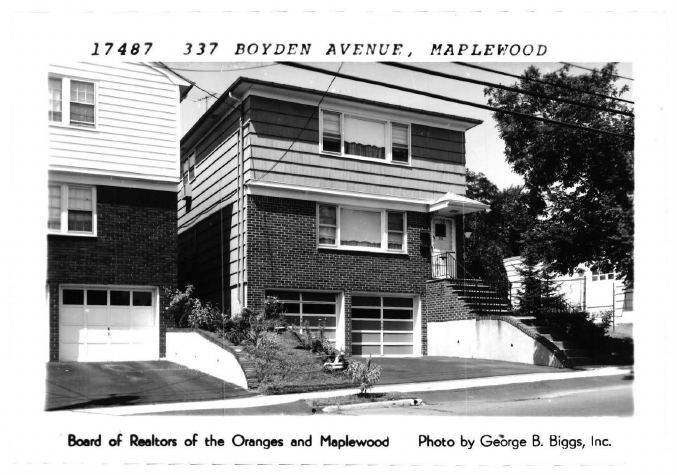 17487 337 BOYDEN AVENUE, MAPLEWOOD
Board of Realtors of the Oranges and Maplewood Photo by George B. Biggs, Inc.